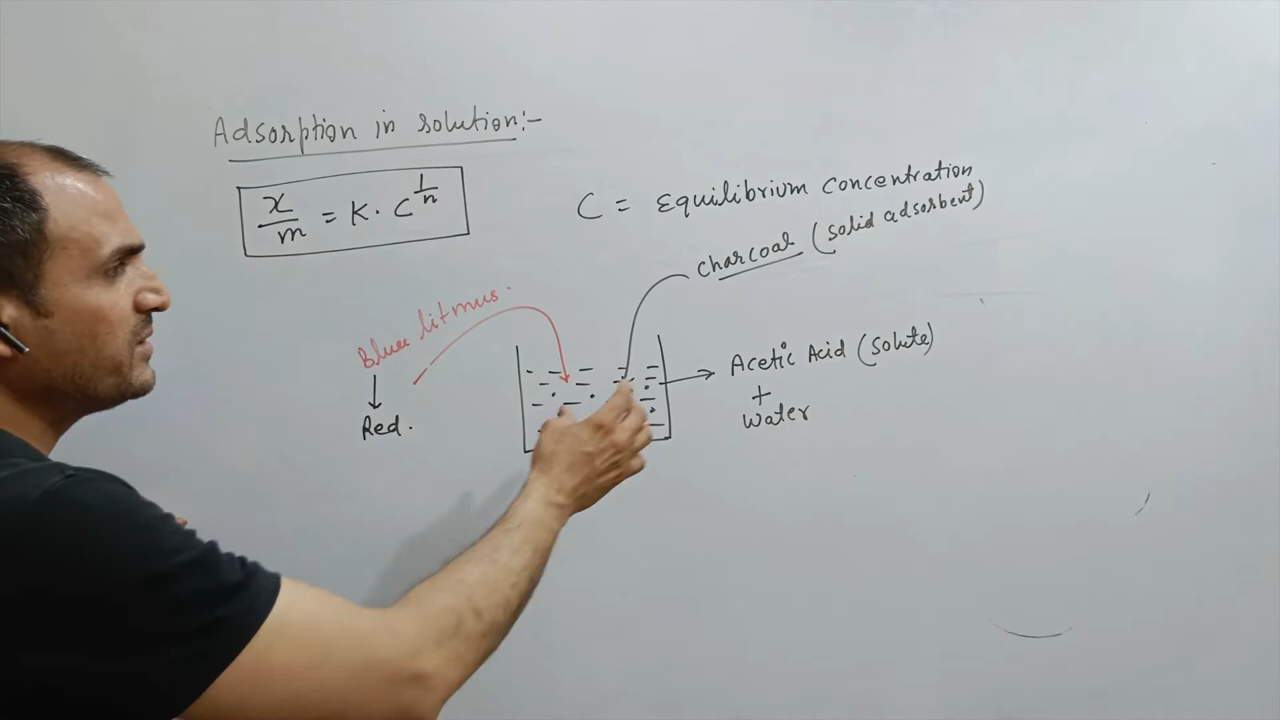 Adsorption in solution:-
x/m = K · C^1/n
C = Equilibrium concentration
charcoal (solid adsorbent)
Blue litmus.
↓
Red.
Acetic Acid (Solute)
+
Water